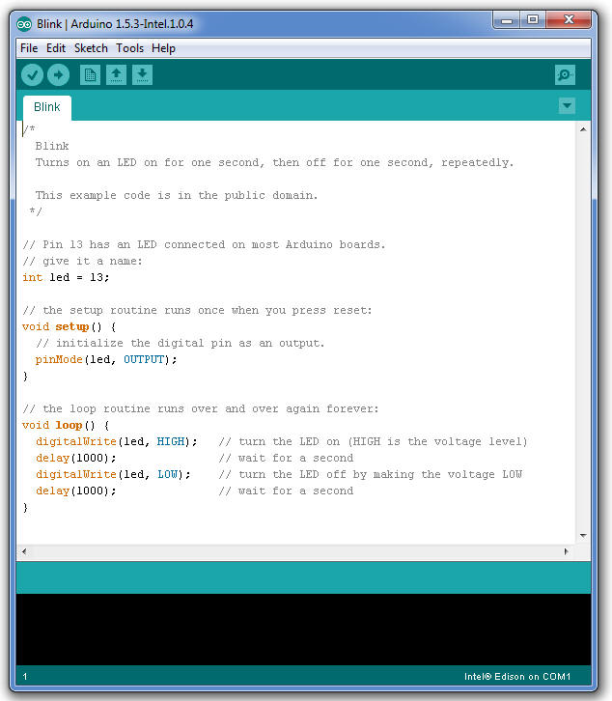 Blink | Arduino 1.5.3-Intel.1.0.4
File Edit Sketch Tools Help
Blink
/*
  Blink
  Turns on an LED on for one second, then off for one second, repeatedly.

  This example code is in the public domain.
 */

// Pin 13 has an LED connected on most Arduino boards.
// give it a name:
int led = 13;

// the setup routine runs once when you press reset:
void setup() {
  // initialize the digital pin as an output.
  pinMode(led, OUTPUT);
}

// the loop routine runs over and over again forever:
void loop() {
  digitalWrite(led, HIGH);   // turn the LED on (HIGH is the voltage level)
  delay(1000);               // wait for a second
  digitalWrite(led, LOW);    // turn the LED off by making the voltage LOW
  delay(1000);               // wait for a second
}
1 Intel® Edison on COM1